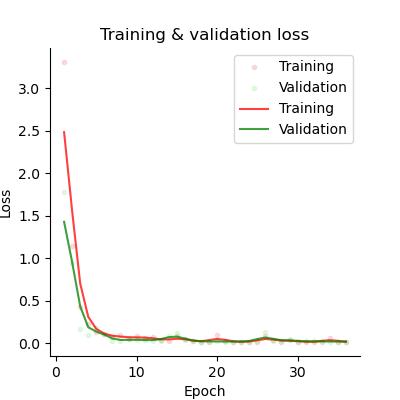 Training & validation loss
Training
Validation
Training
Validation
3.0
2.5
2.0
1.5
1.0
0.5
0.0
Loss
0
10
20
30
Epoch